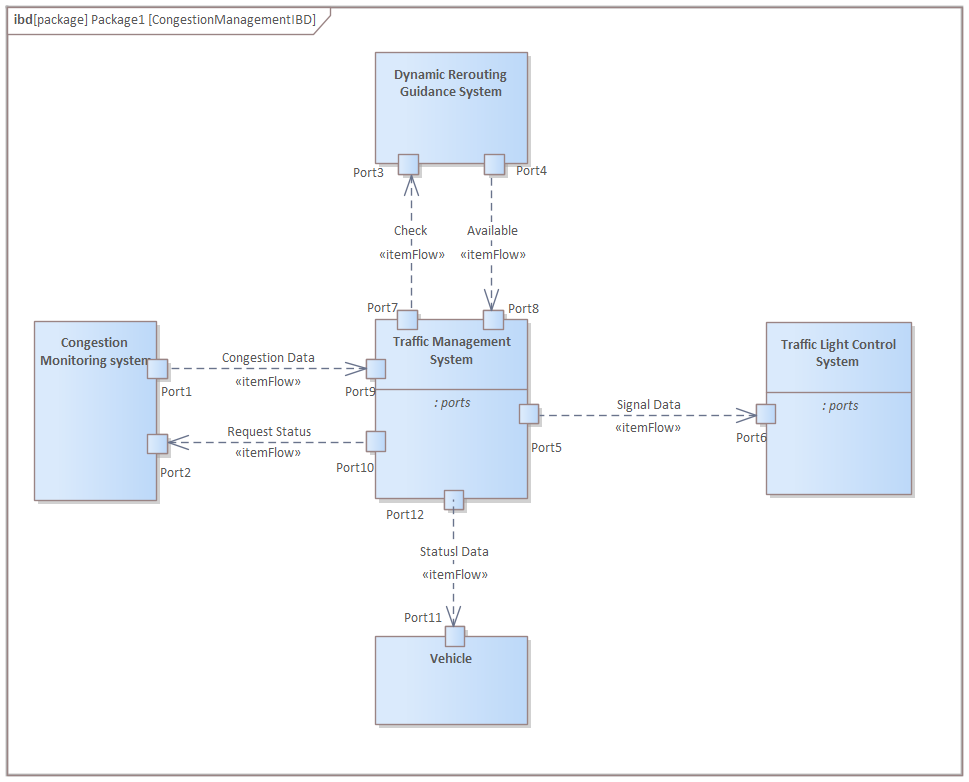 ibd[package] Package1 [CongestionManagementIBD]
Dynamic Rerouting
Guidance System
Port3
Port4
Check
«itemFlow»
Available
«itemFlow»
Port7
Port8
Congestion
Monitoring system
Port1
Port2
Congestion Data
«itemFlow»
Request Status
«itemFlow»
Traffic Management
System
: ports
Port9
Port10
Port5
Port12
Signal Data
«itemFlow»
Traffic Light Control
System
: ports
Port6
Statusl Data
«itemFlow»
Port11
Vehicle